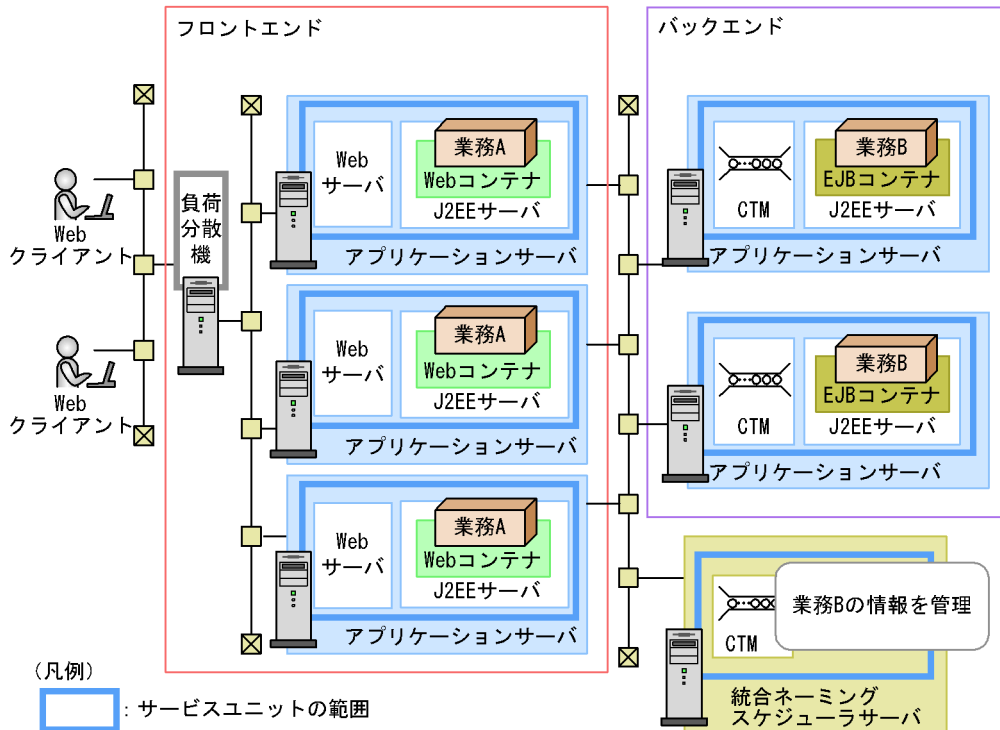 フロントエンド
バックエンド
Web
クライアント
Web
クライアント
負荷
分散
機
Web
サーバ
業務A
Webコンテナ
J2EEサーバ
アプリケーションサーバ
Web
サーバ
業務A
Webコンテナ
J2EEサーバ
アプリケーションサーバ
Web
サーバ
業務A
Webコンテナ
J2EEサーバ
アプリケーションサーバ
CTM
業務B
EJBコンテナ
J2EEサーバ
アプリケーションサーバ
CTM
業務B
EJBコンテナ
J2EEサーバ
アプリケーションサーバ
CTM
業務Bの情報を管理
統合ネーミング
スケジューラサーバ
(凡例)
: サービスユニットの範囲